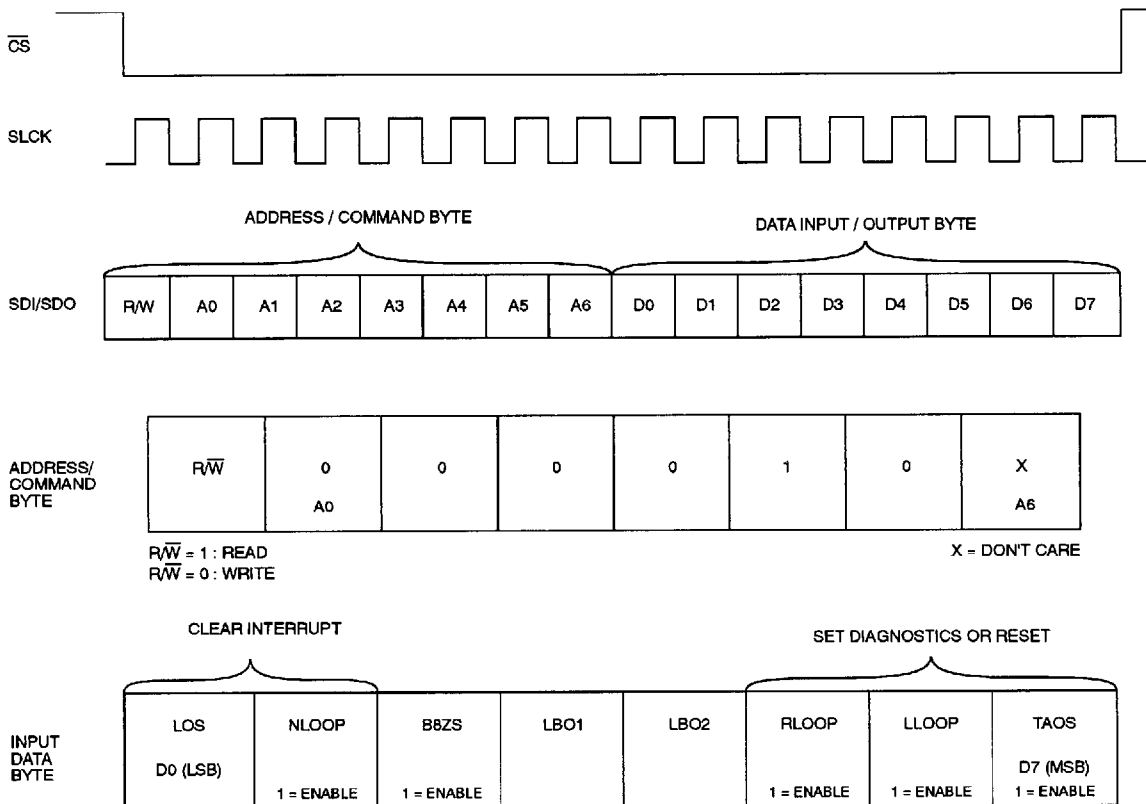 CS
SLCK
ADDRESS / COMMAND BYTE
DATA INPUT / OUTPUT BYTE
SDI/SDO R/W A0 A1 A2 A3 A4 A5 A6 D0 D1 D2 D3 D4 D5 D6 D7
ADDRESS/
COMMAND
BYTE
R/W 0 0 0 0 1 0 X
A0 A6
R/W = 1 : READ
R/W = 0 : WRITE
X = DON'T CARE
CLEAR INTERRUPT
SET DIAGNOSTICS OR RESET
INPUT
DATA
BYTE
LOS NLOOP B8ZS LBO1 LBO2 RLOOP LLOOP TAOS
D0 (LSB) D7 (MSB)
1 = ENABLE 1 = ENABLE 1 = ENABLE 1 = ENABLE 1 = ENABLE